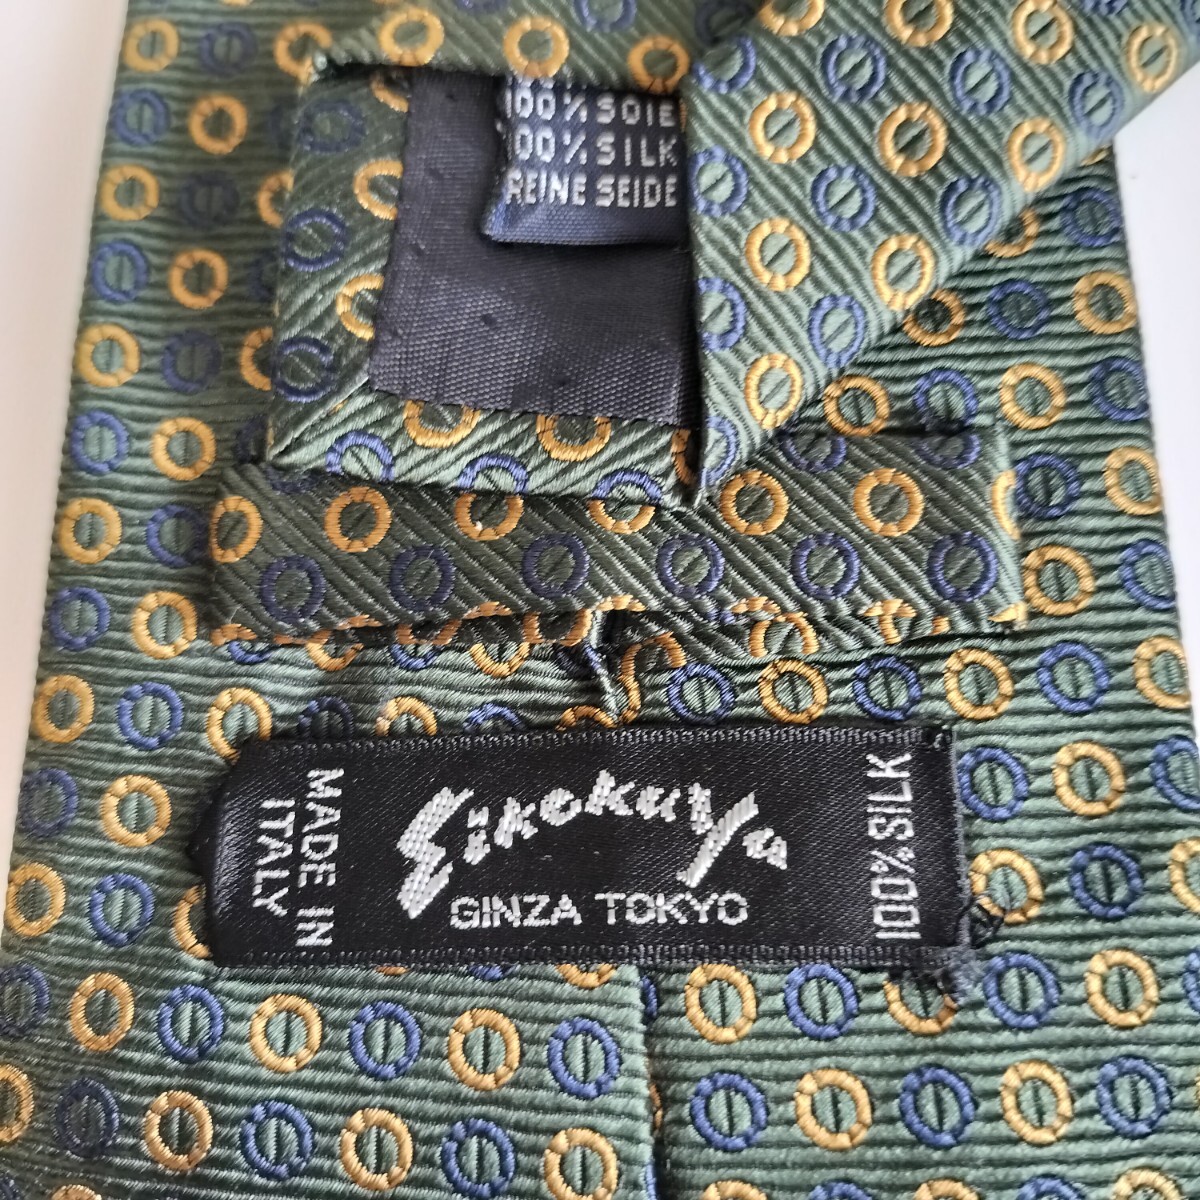 100% SOIE
100% SILK
REINE SEIDE
MADE IN
ITALY
Eikokuya
GINZA TOKYO
100% SILK